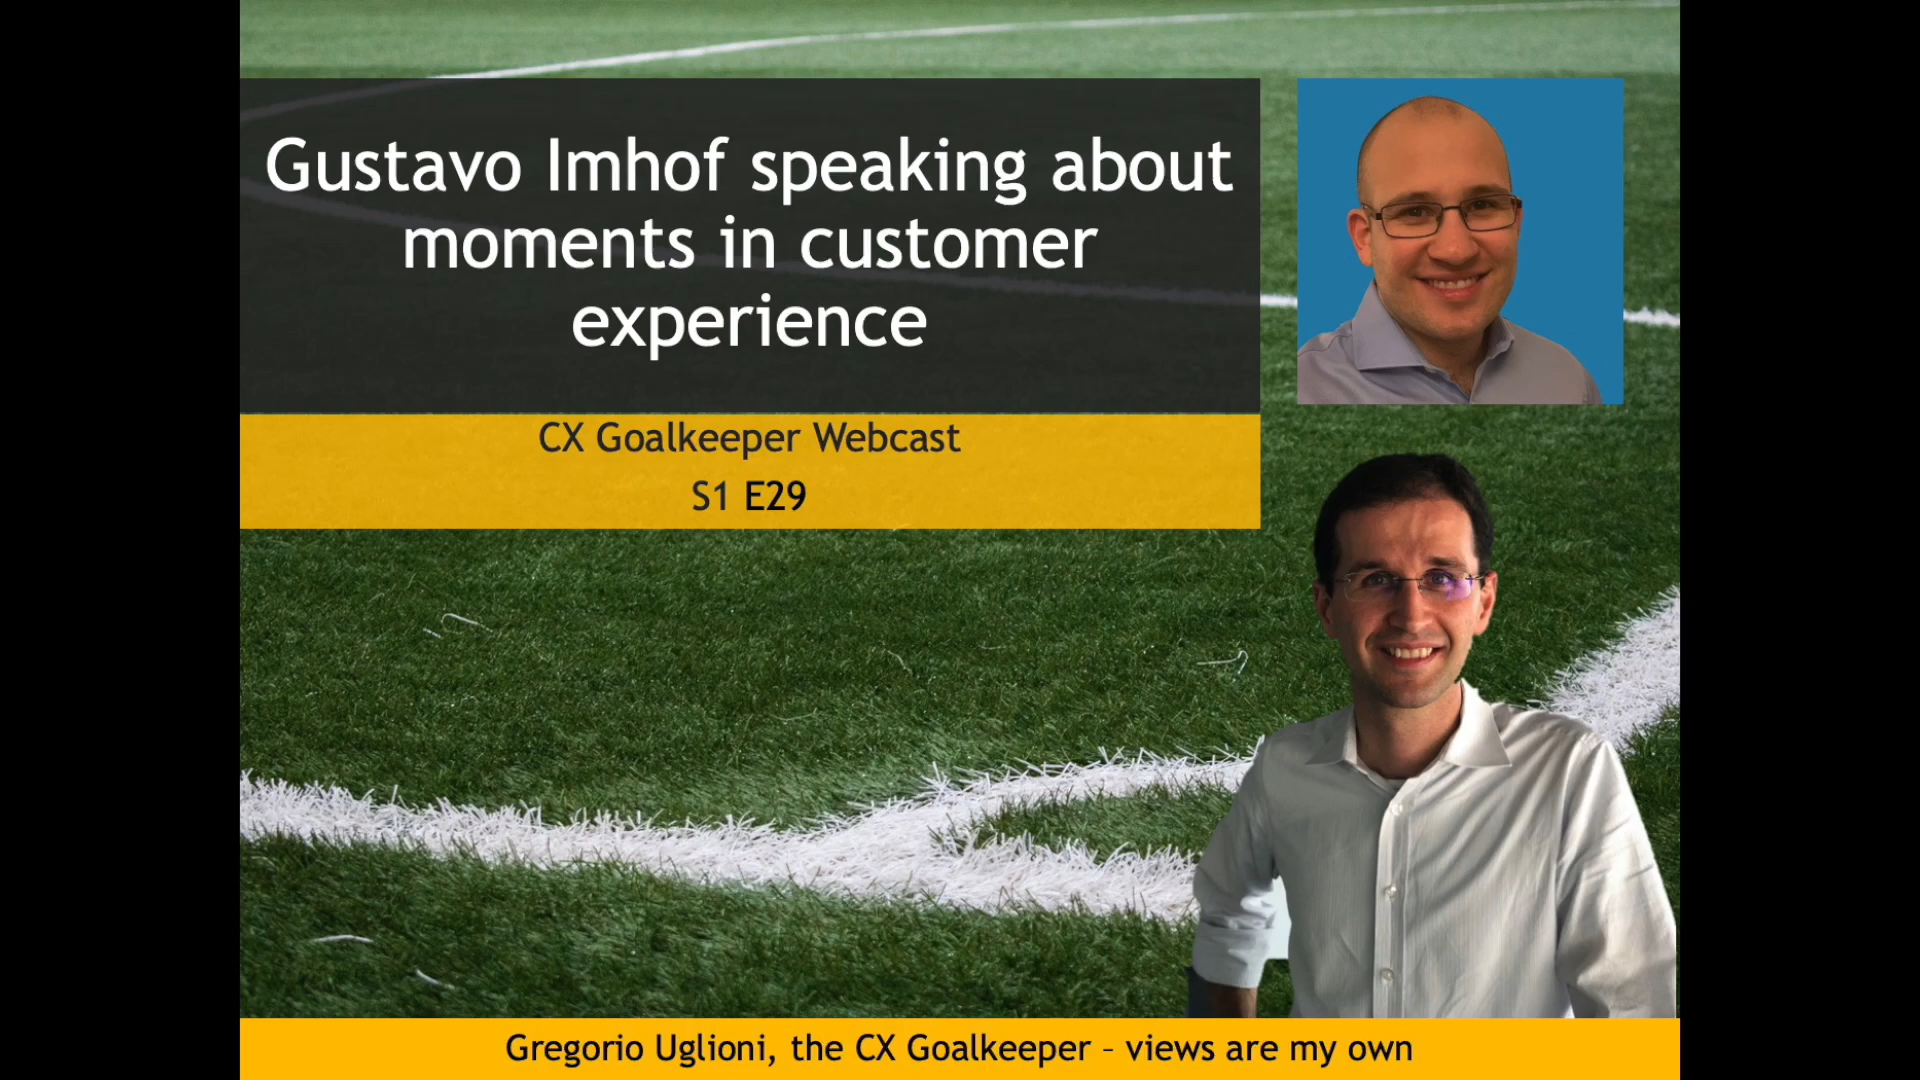 Gustavo Imhof speaking about
moments in customer
experience
CX Goalkeeper Webcast
S1 E29
Gregorio Uglioni, the CX Goalkeeper – views are my own